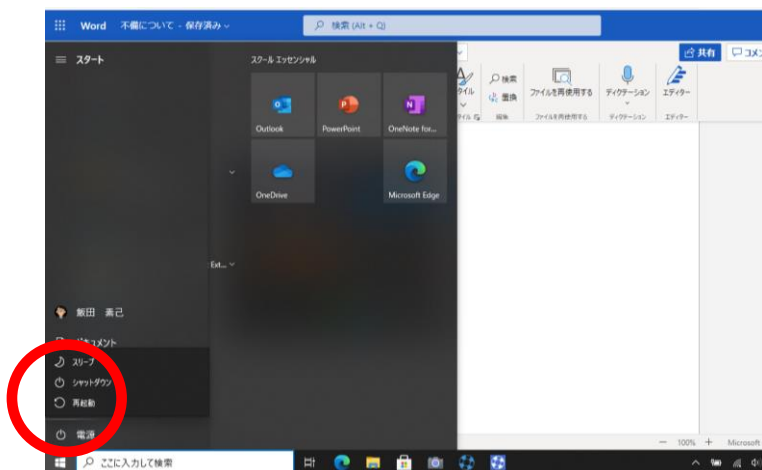 Word 不備について - 保存済み
検索 (Alt + Q)
スタート
スクール エッセンシャル
共有
検索
置換
ファイルを再使用する
ディクテーション
エディター
編集
ファイルを再使用する
ディクテーション
エディター
Outlook
PowerPoint
OneNote for...
OneDrive
Microsoft Edge
Ext...
飯田 素己
ドキュメント
スリープ
シャットダウン
再起動
電源
100%
Microsoft
ここに入力して検索